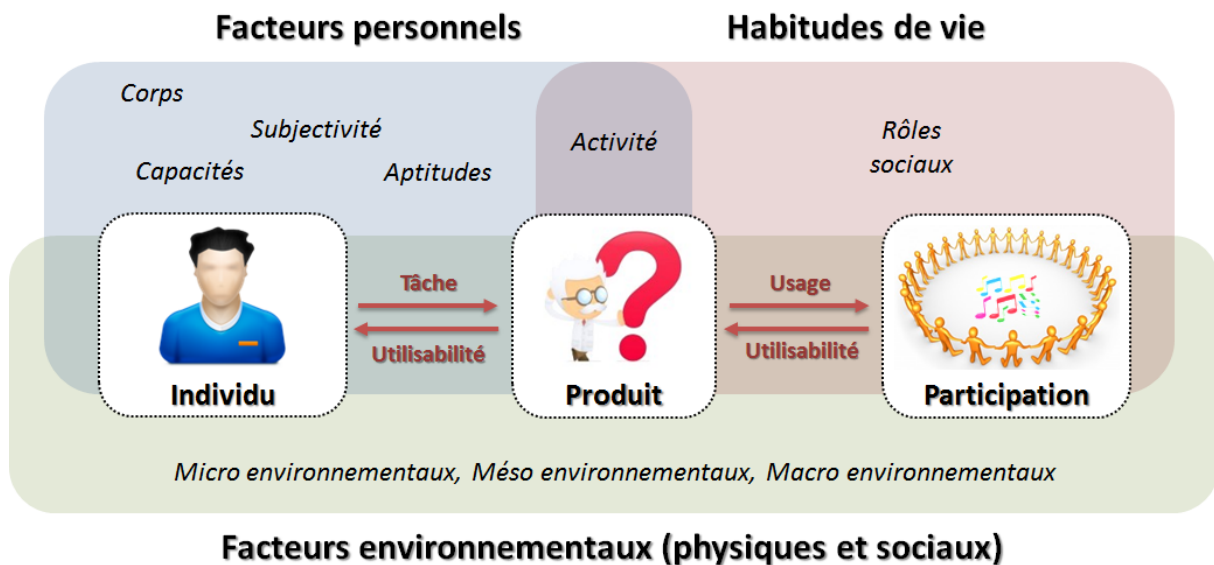 Facteurs personnels
Habitudes de vie
Corps
Subjectivité
Capacités
Aptitudes
Activité
Rôles
sociaux
Tâche
Utilisabilité
Usage
Utilisabilité
Individu
Produit
Participation
Micro environnementaux, Méso environnementaux, Macro environnementaux
Facteurs environnementaux (physiques et sociaux)